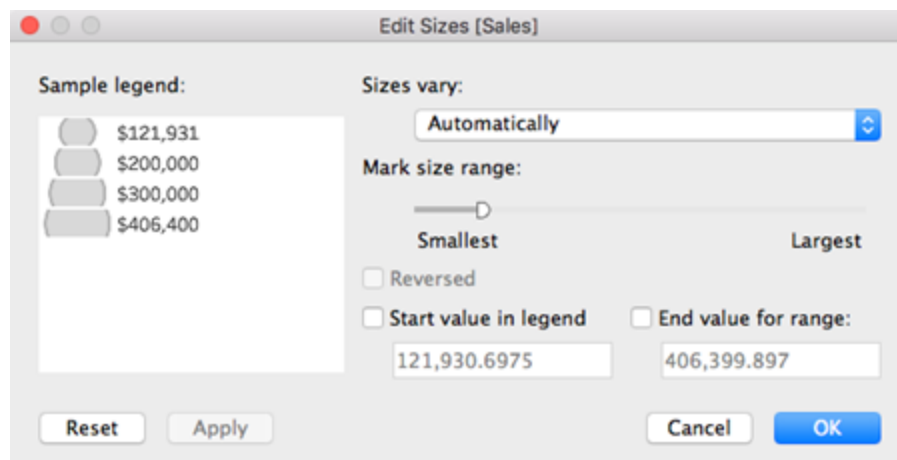 Edit Sizes [Sales]
Sample legend:
$121,931
$200,000
$300,000
$406,400
Sizes vary:
Automatically
Mark size range:
Smallest Largest
Reversed
Start value in legend End value for range:
121,930.6975 406,399.897
Reset Apply Cancel OK